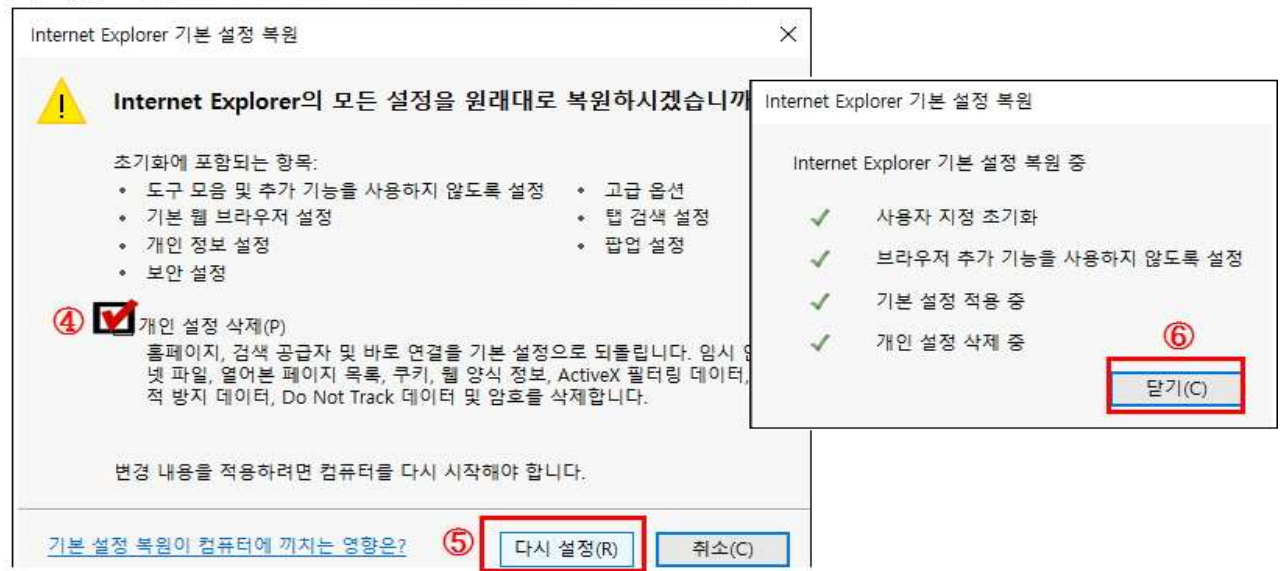 Internet Explorer 기본 설정 복원
Internet Explorer의 모든 설정을 원래대로 복원하시겠습니까
초기화에 포함되는 항목:
• 도구 모음 및 추가 기능을 사용하지 않도록 설정 • 고급 옵션
• 기본 웹 브라우저 설정 • 탭 검색 설정
• 개인 정보 설정 • 팝업 설정
• 보안 설정
④ 개인 설정 삭제(P)
홈페이지, 검색 공급자 및 바로 연결을 기본 설정으로 되돌립니다. 임시
넷 파일, 열어본 페이지 목록, 쿠키, 웹 양식 정보, ActiveX 필터링 데이터,
적 방지 데이터, Do Not Track 데이터 및 암호를 삭제합니다.
변경 내용을 적용하려면 컴퓨터를 다시 시작해야 합니다.
기본 설정 복원이 컴퓨터에 끼치는 영향은? ⑤ 다시 설정(R) 취소(C)
Internet Explorer 기본 설정 복원
Internet Explorer 기본 설정 복원 중
✓ 사용자 지정 초기화
✓ 브라우저 추가 기능을 사용하지 않도록 설정
✓ 기본 설정 적용 중
✓ 개인 설정 삭제 중
⑥
닫기(C)